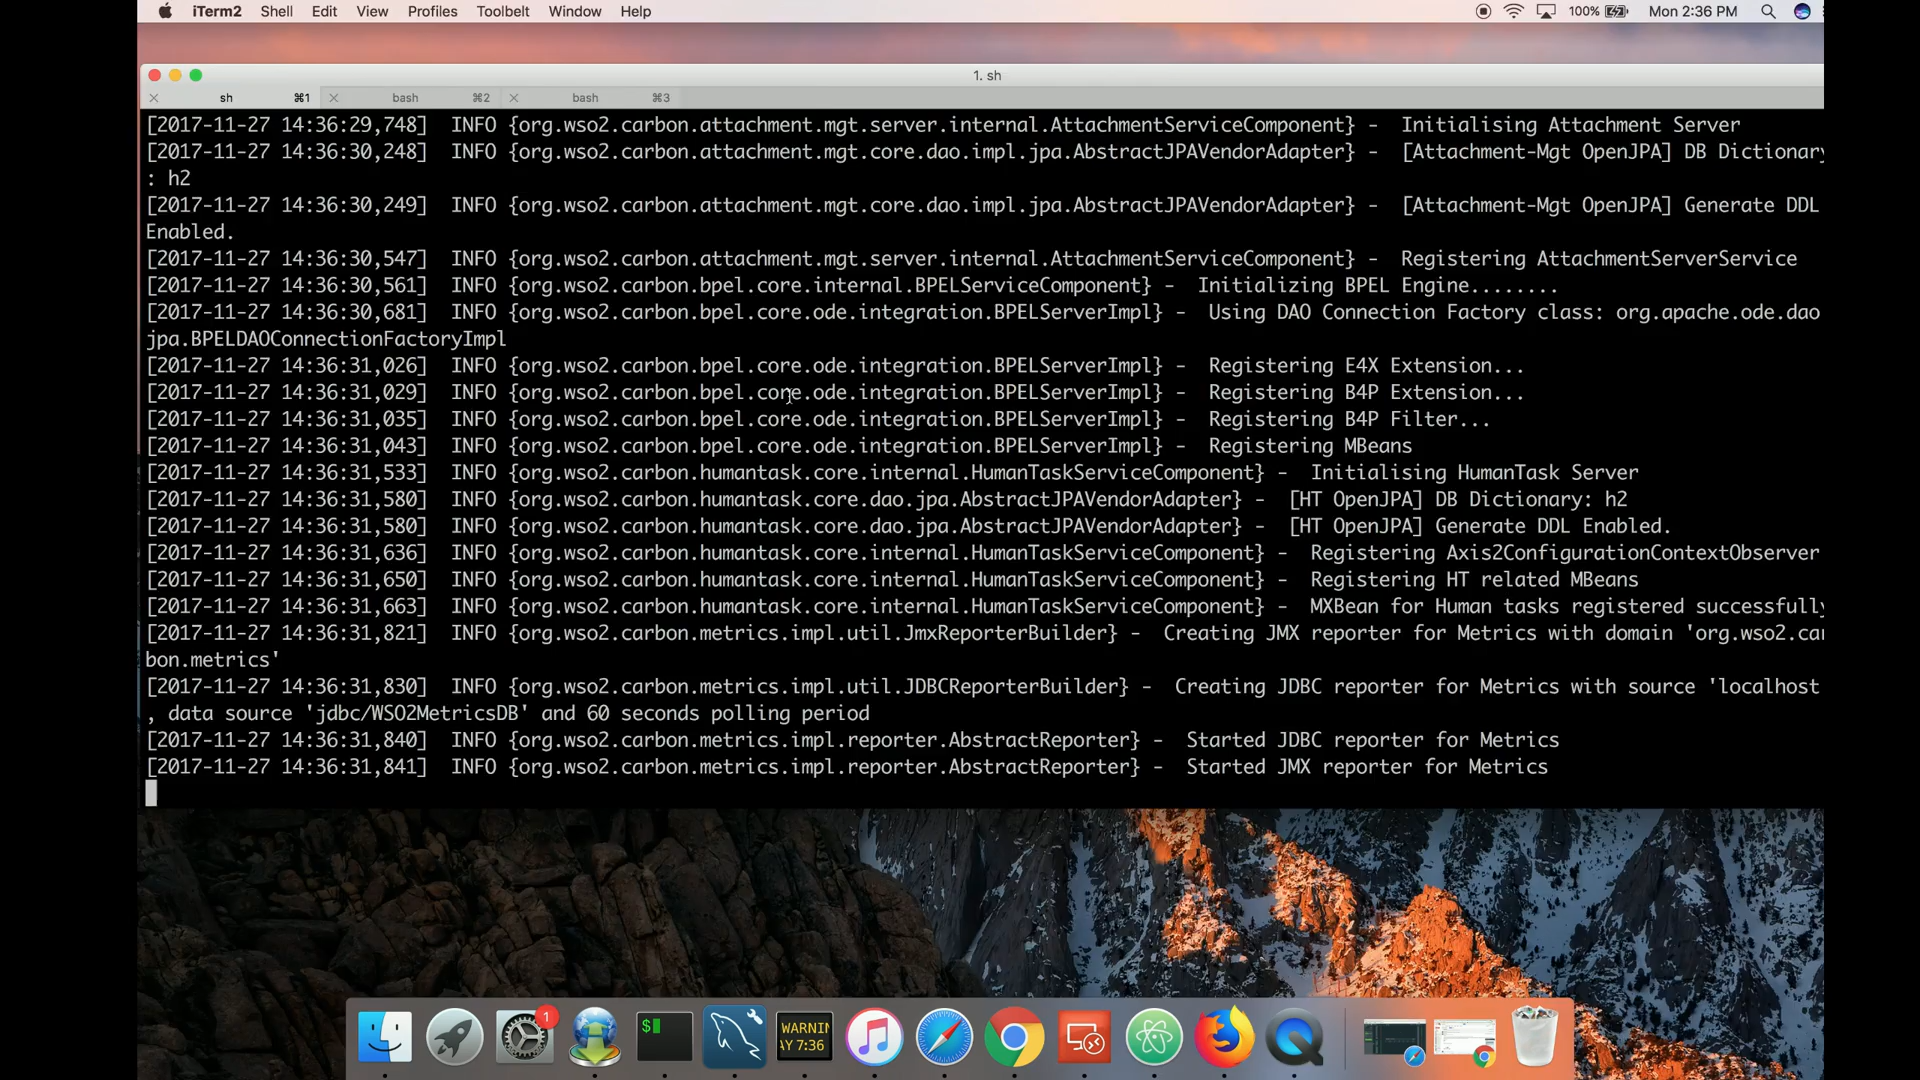 iTerm2 Shell Edit View Profiles Toolbelt Window Help 100% Mon 2:36 PM
1. sh
sh ⌘1 bash ⌘2 bash ⌘3
[2017-11-27 14:36:29,748]  INFO {org.wso2.carbon.attachment.mgt.server.internal.AttachmentServiceComponent} -  Initialising Attachment Server
[2017-11-27 14:36:30,248]  INFO {org.wso2.carbon.attachment.mgt.core.dao.impl.jpa.AbstractJPAVendorAdapter} -  [Attachment-Mgt OpenJPA] DB Dictionary
: h2
[2017-11-27 14:36:30,249]  INFO {org.wso2.carbon.attachment.mgt.core.dao.impl.jpa.AbstractJPAVendorAdapter} -  [Attachment-Mgt OpenJPA] Generate DDL
Enabled.
[2017-11-27 14:36:30,547]  INFO {org.wso2.carbon.attachment.mgt.server.internal.AttachmentServiceComponent} -  Registering AttachmentServerService
[2017-11-27 14:36:30,561]  INFO {org.wso2.carbon.bpel.core.internal.BPELServiceComponent} -  Initializing BPEL Engine........
[2017-11-27 14:36:30,681]  INFO {org.wso2.carbon.bpel.core.ode.integration.BPELServerImpl} -  Using DAO Connection Factory class: org.apache.ode.dao
jpa.BPELDAOConnectionFactoryImpl
[2017-11-27 14:36:31,026]  INFO {org.wso2.carbon.bpel.core.ode.integration.BPELServerImpl} -  Registering E4X Extension...
[2017-11-27 14:36:31,029]  INFO {org.wso2.carbon.bpel.core.ode.integration.BPELServerImpl} -  Registering B4P Extension...
[2017-11-27 14:36:31,035]  INFO {org.wso2.carbon.bpel.core.ode.integration.BPELServerImpl} -  Registering B4P Filter...
[2017-11-27 14:36:31,043]  INFO {org.wso2.carbon.bpel.core.ode.integration.BPELServerImpl} -  Registering MBeans
[2017-11-27 14:36:31,533]  INFO {org.wso2.carbon.humantask.core.internal.HumanTaskServiceComponent} -  Initialising HumanTask Server
[2017-11-27 14:36:31,580]  INFO {org.wso2.carbon.humantask.core.dao.jpa.AbstractJPAVendorAdapter} -  [HT OpenJPA] DB Dictionary: h2
[2017-11-27 14:36:31,580]  INFO {org.wso2.carbon.humantask.core.dao.jpa.AbstractJPAVendorAdapter} -  [HT OpenJPA] Generate DDL Enabled.
[2017-11-27 14:36:31,636]  INFO {org.wso2.carbon.humantask.core.internal.HumanTaskServiceComponent} -  Registering Axis2ConfigurationContextObserver
[2017-11-27 14:36:31,650]  INFO {org.wso2.carbon.humantask.core.internal.HumanTaskServiceComponent} -  Registering HT related MBeans
[2017-11-27 14:36:31,663]  INFO {org.wso2.carbon.humantask.core.internal.HumanTaskServiceComponent} -  MXBean for Human tasks registered successfully
[2017-11-27 14:36:31,821]  INFO {org.wso2.carbon.metrics.impl.util.JmxReporterBuilder} -  Creating JMX reporter for Metrics with domain 'org.wso2.car
bon.metrics'
[2017-11-27 14:36:31,830]  INFO {org.wso2.carbon.metrics.impl.util.JDBCReporterBuilder} -  Creating JDBC reporter for Metrics with source 'localhost
, data source 'jdbc/WSO2MetricsDB' and 60 seconds polling period
[2017-11-27 14:36:31,840]  INFO {org.wso2.carbon.metrics.impl.reporter.AbstractReporter} -  Started JDBC reporter for Metrics
[2017-11-27 14:36:31,841]  INFO {org.wso2.carbon.metrics.impl.reporter.AbstractReporter} -  Started JMX reporter for Metrics
1
$
WARNIN
AY 7:36